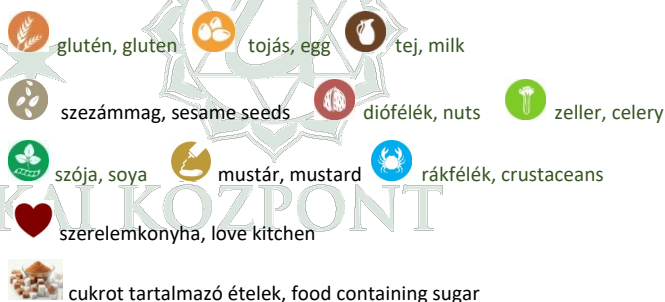 glutén, gluten tojás, egg tej, milk
szezámmag, sesame seeds diófélék, nuts zeller, celery
szója, soya mustár, mustard rákfélék, crustaceans
KAI KÖZPONT
szerelemkonyha, love kitchen
cukrot tartalmazó ételek, food containing sugar